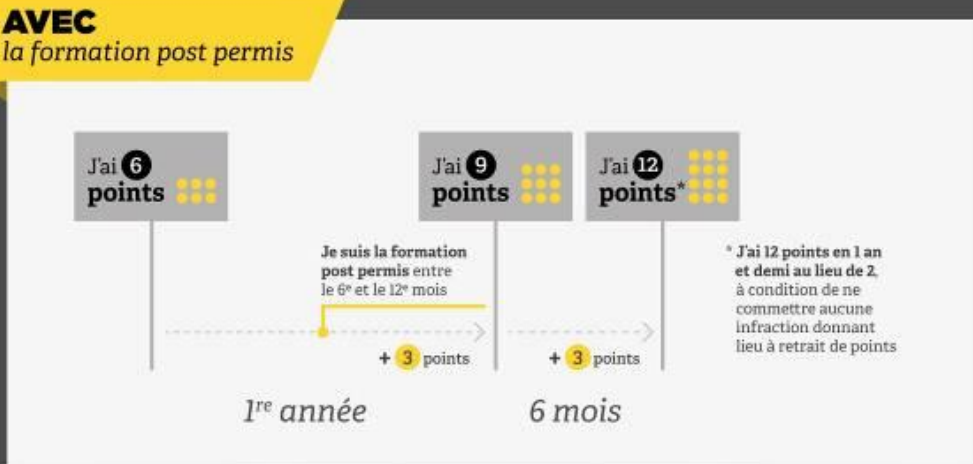 AVEC
la formation post permis
J'ai 6
points
J'ai 9
points
J'ai 12
points*
Je suis la formation
post permis entre
le 6e et le 12e mois
* J'ai 12 points en 1 an
et demi au lieu de 2,
à condition de ne
commettre aucune
infraction donnant
lieu à retrait de points
+ 3 points
+ 3 points
1re année
6 mois